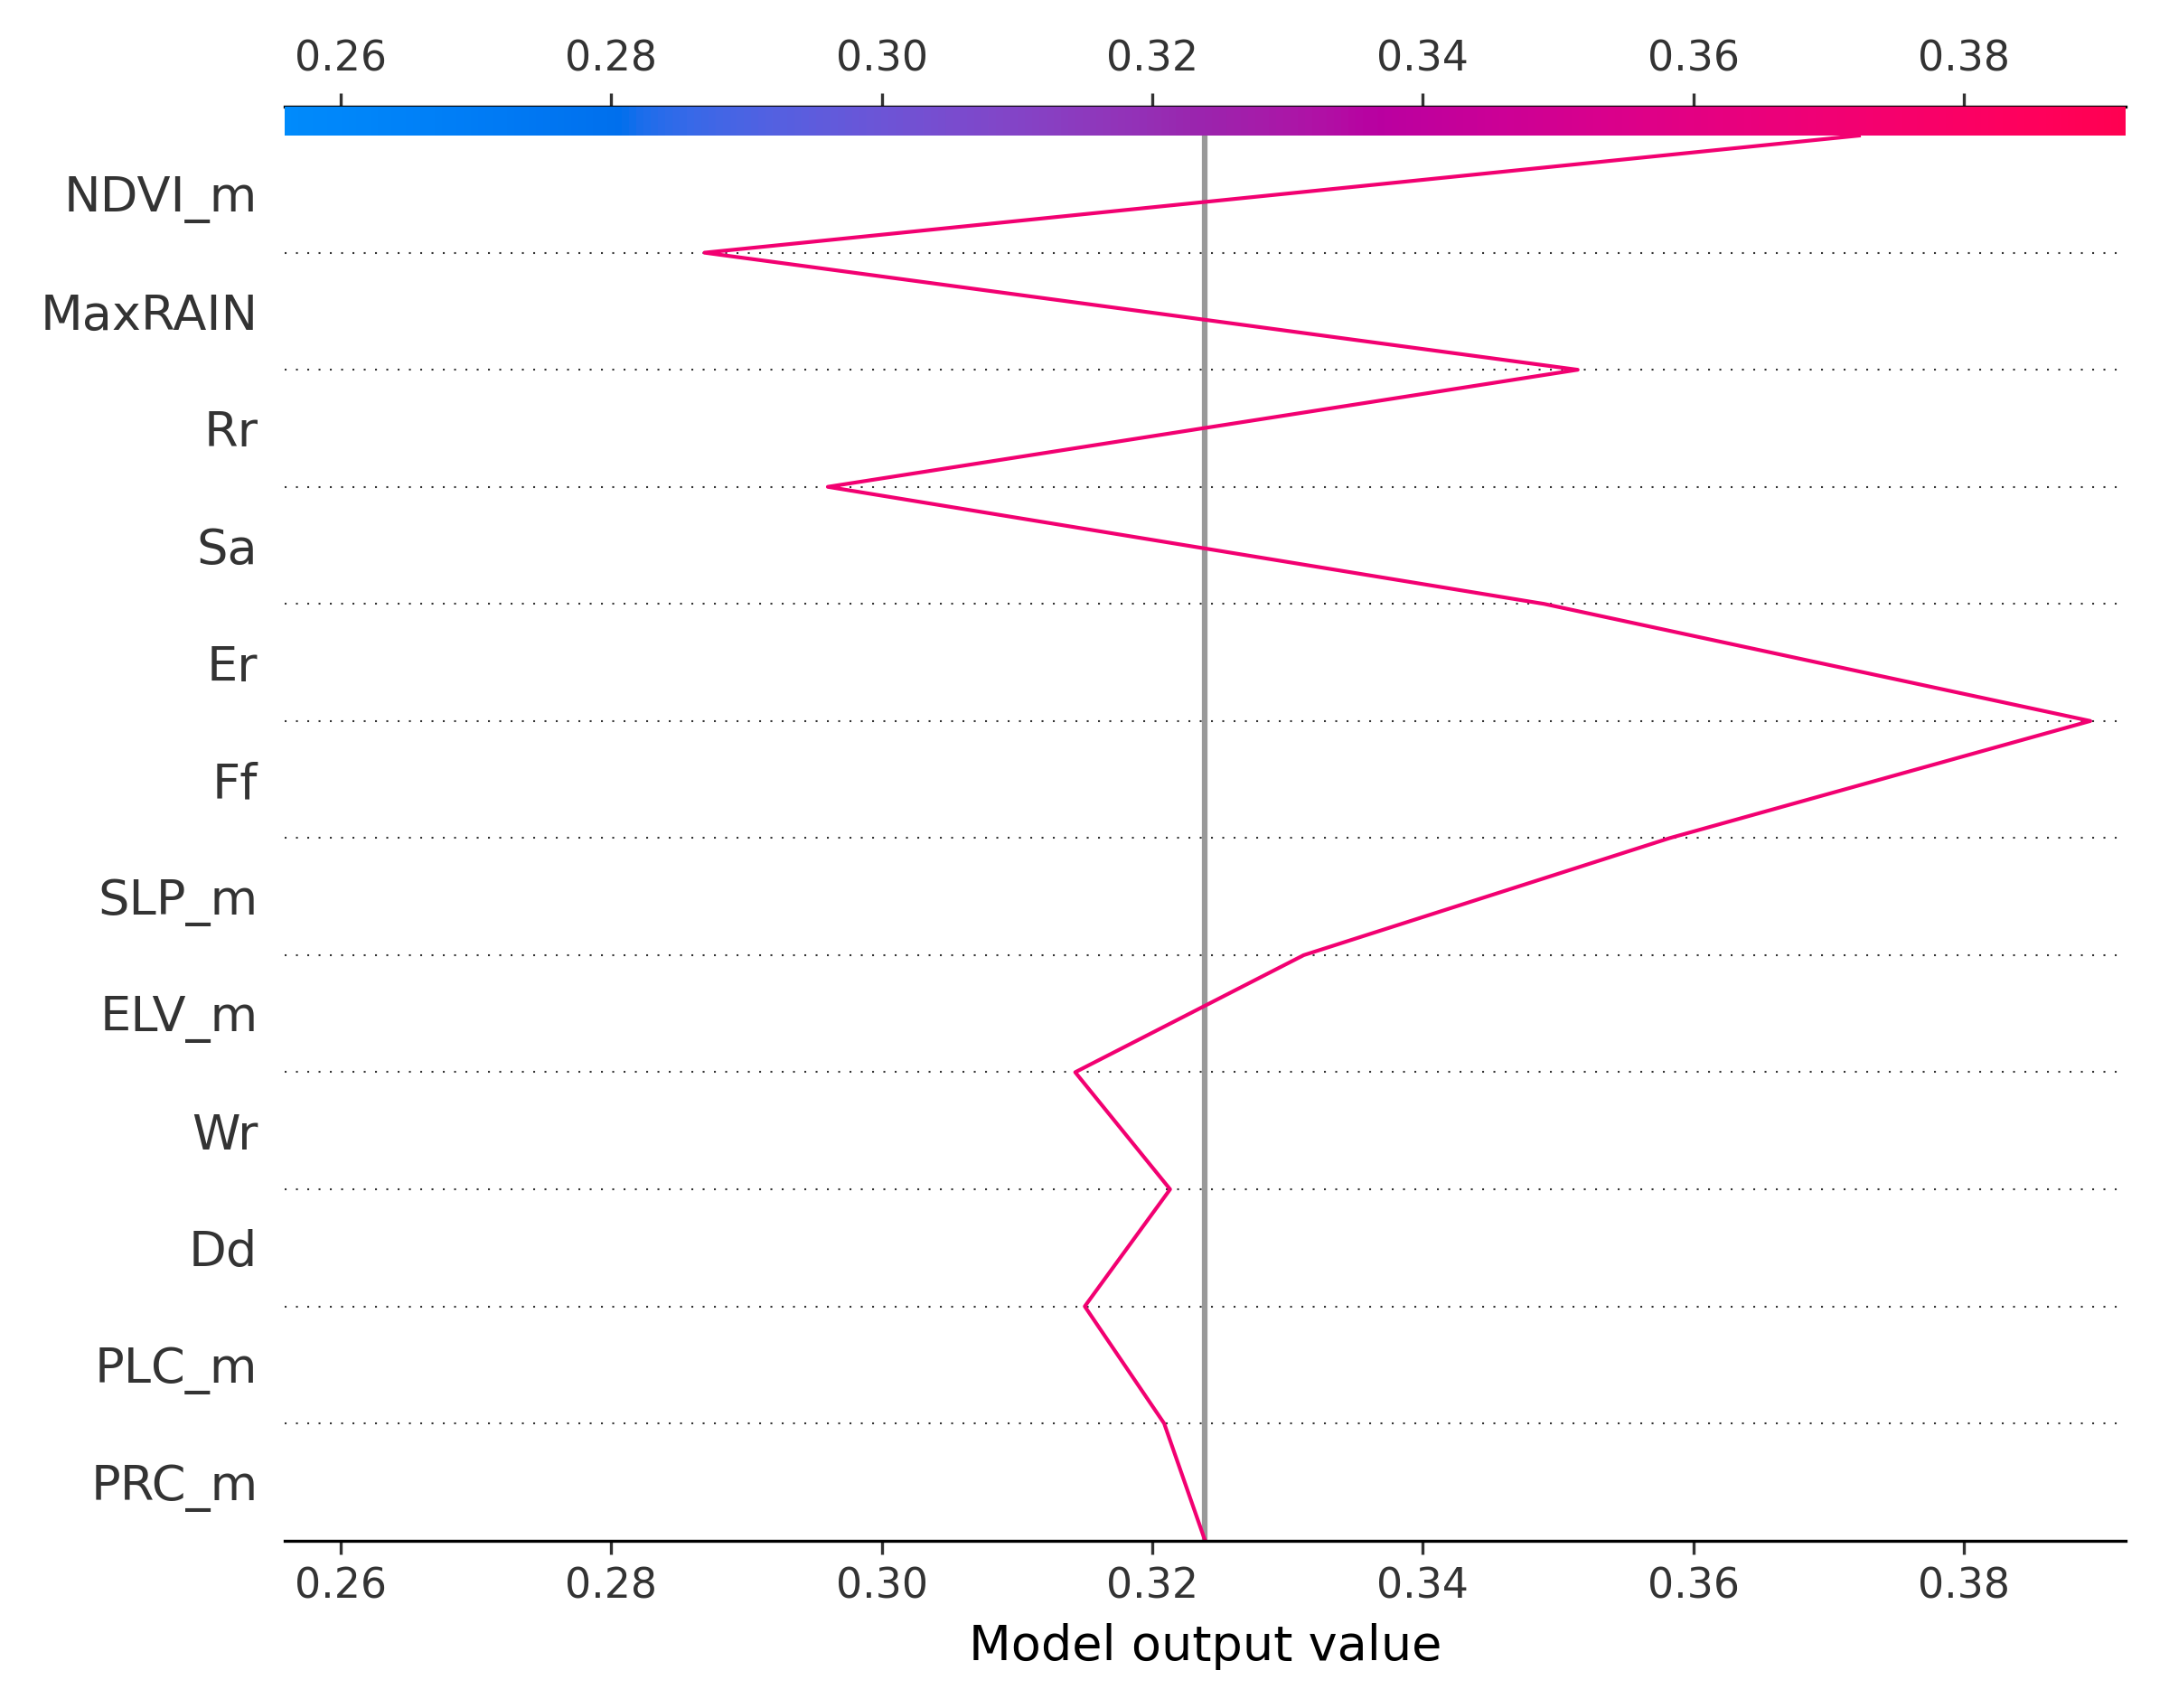 0.26 0.28 0.30 0.32 0.34 0.36 0.38
NDVI_m
MaxRAIN
Rr
Sa
Er
Ff
SLP_m
ELV_m
Wr
Dd
PLC_m
PRC_m
0.26 0.28 0.30 0.32 0.34 0.36 0.38
Model output value